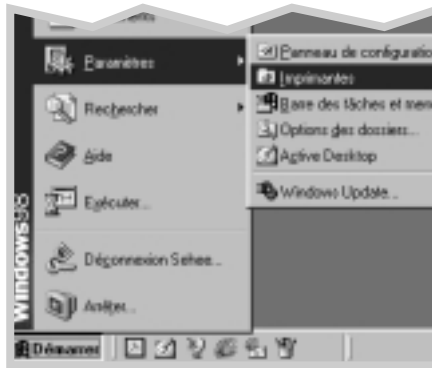 Paramètres
Rechercher
Aide
Exécuter...
Déconnexion Sehee...
Arrêter...
Windows98
Démarrer
Panneau de configuratio
Imprimantes
Barre des tâches et menu
Options des dossiers...
Active Desktop
Windows Update...